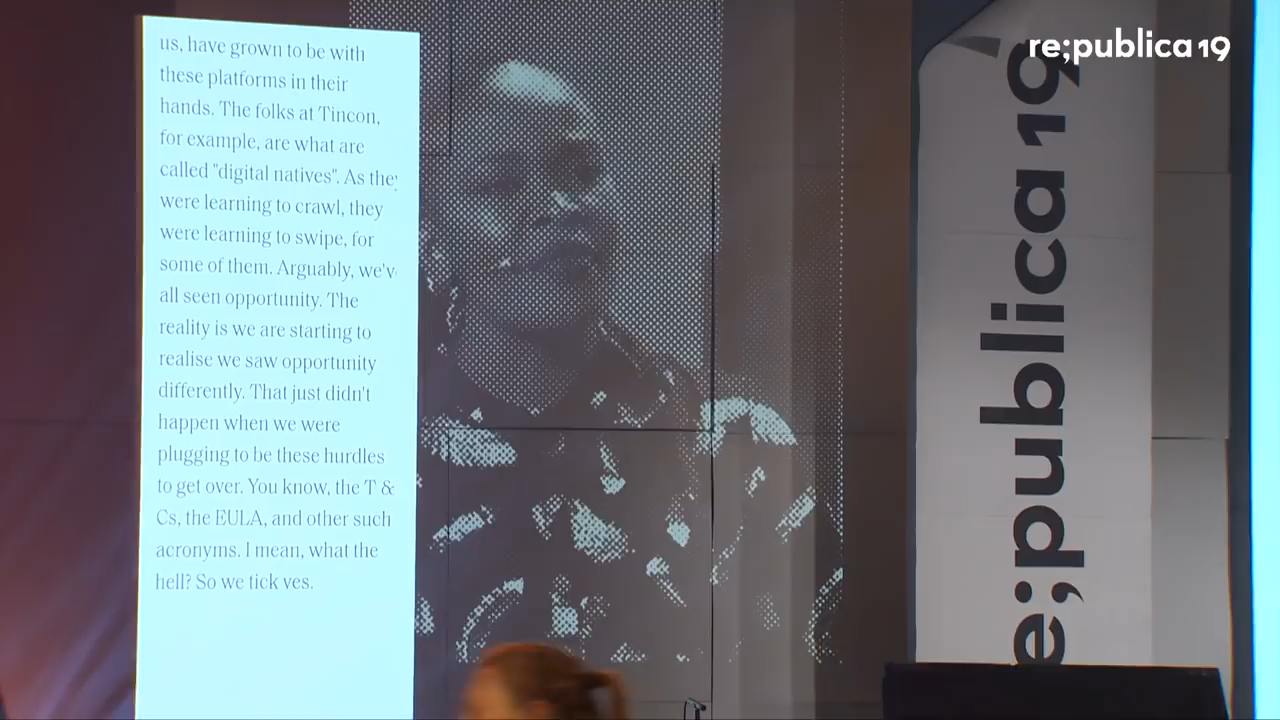 us, have grown to be with
these platforms in their
hands. The folks at Tincon,
for example, are what are
called "digital natives". As they
were learning to crawl, they
were learning to swipe, for
some of them. Arguably, we'v
all seen opportunity. The
reality is we are starting to
realise we saw opportunity
differently. That just didn't
happen when we were
plugging to be these hurdles
to get over. You know, the T &
Cs, the EULA, and other such
acronyms. I mean, what the
hell? So we tick yes.
re;publica 19
e;publica 19